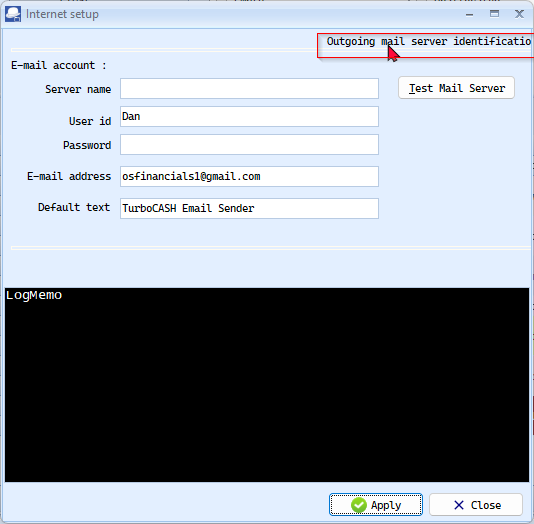 Internet setup
Outgoing mail server identificatio
E-mail account :
Server name
Test Mail Server
User id
Dan
Password
E-mail address
osfinancials1@gmail.com
Default text
TurboCASH Email Sender
LogMemo
Apply
Close